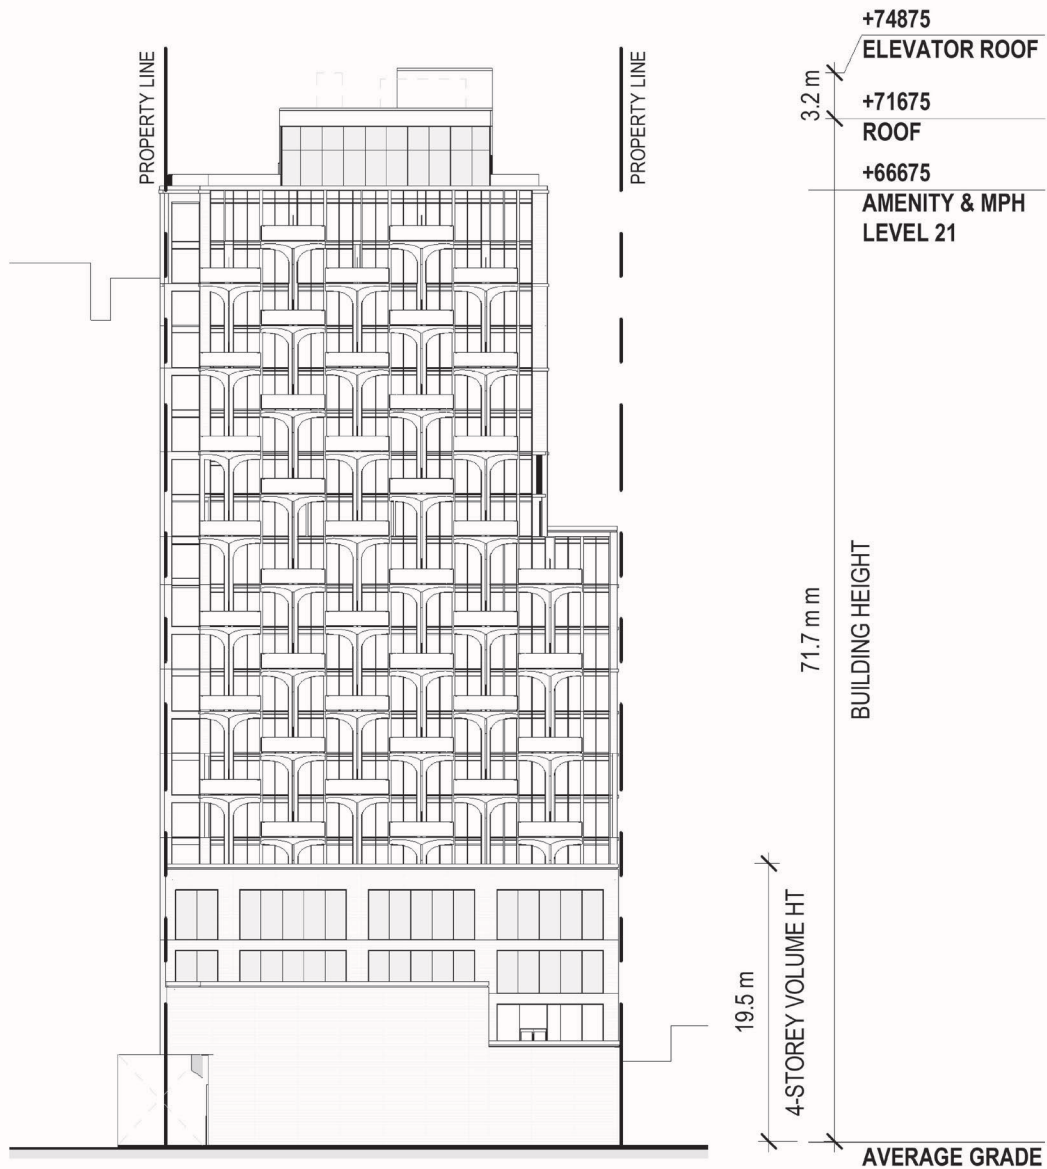 +74875
ELEVATOR ROOF
PROPERTY LINE
PROPERTY LINE
3.2 m
+71675
ROOF
+66675
AMENITY & MPH
LEVEL 21
71.7 m m
BUILDING HEIGHT
19.5 m
4-STOREY VOLUME HT
AVERAGE GRADE